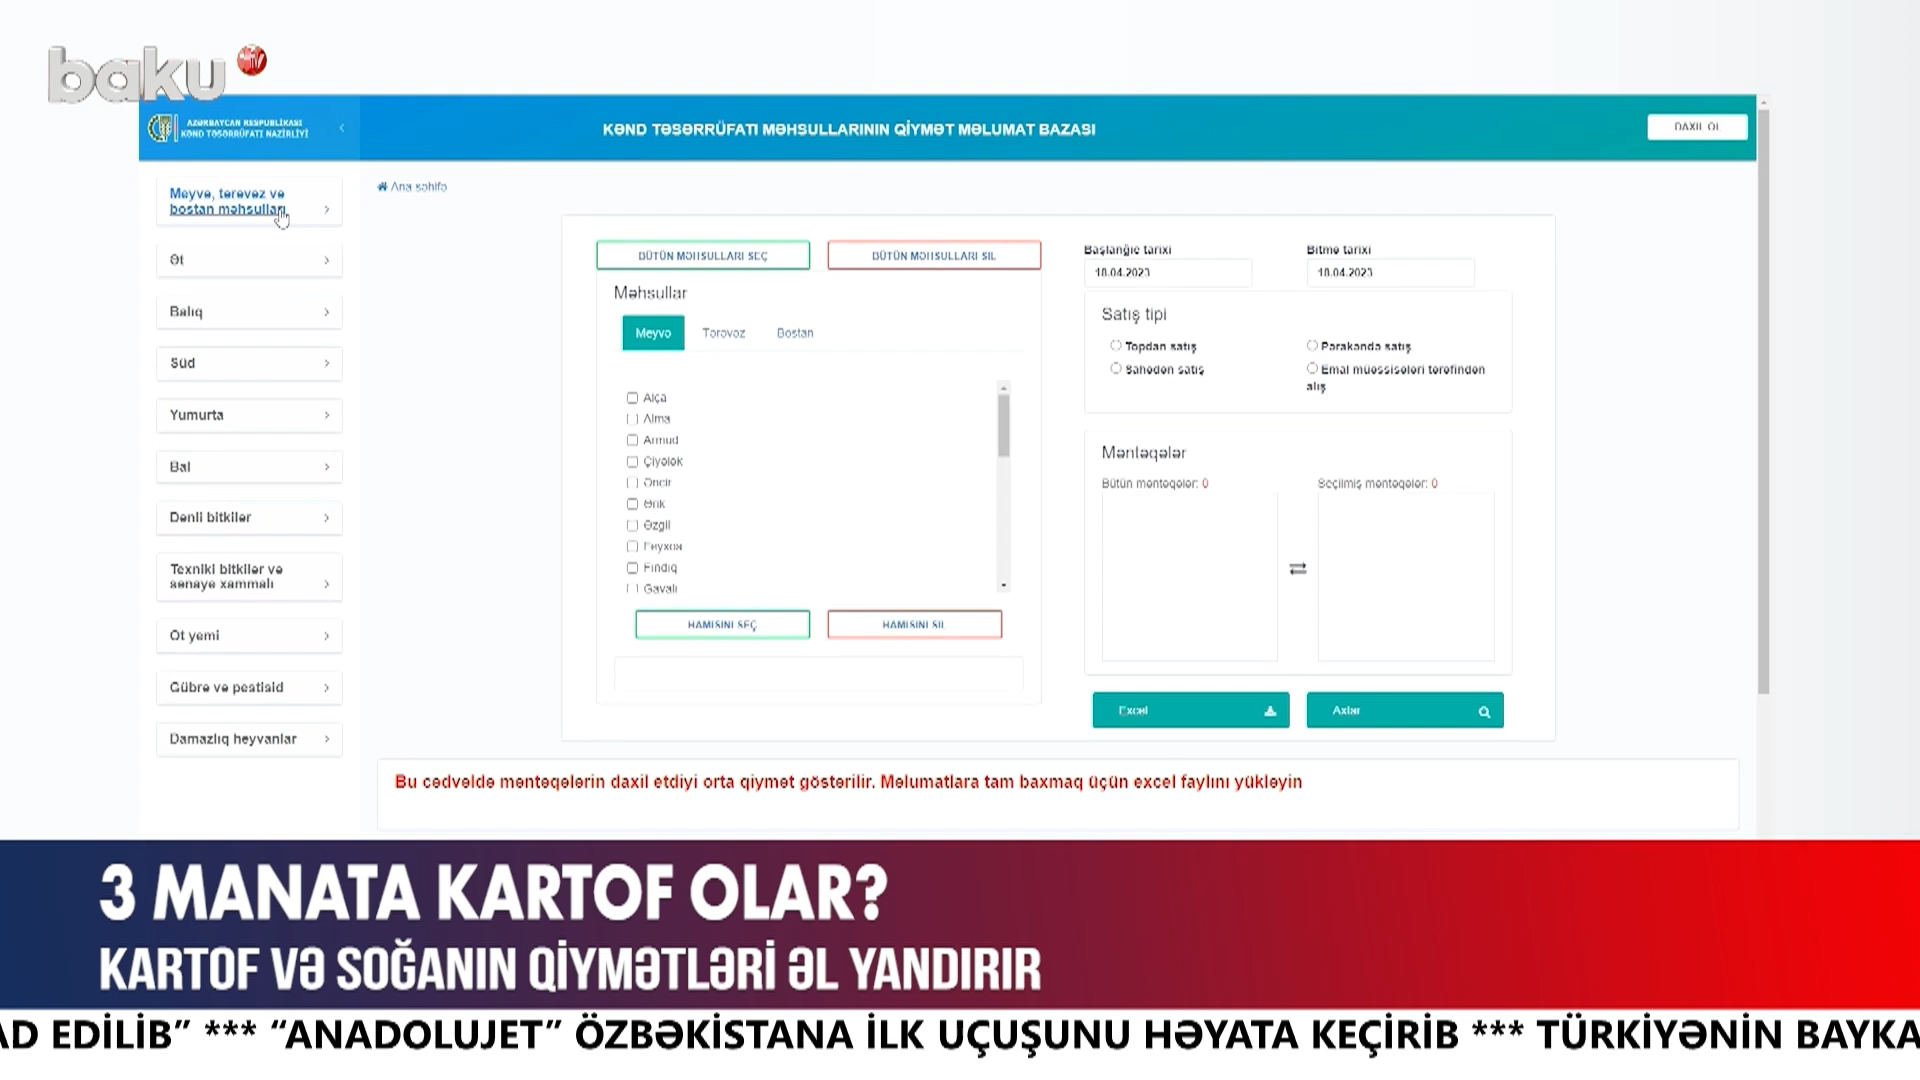 baku
AZƏRBAYCAN RESPUBLİKASI
KƏND TƏSƏRRÜFATI NAZİRLİYİ
KƏND TƏSƏRRÜFATI MƏHSULLARININ QİYMƏT MƏLUMAT BAZASI
DAXİL OL
Meyvə, tərəvəz və
bostan məhsulları
Ət
Balıq
Süd
Yumurta
Bal
Dənli bitkilər
Texniki bitkilər və
sənaye xammalı
Ot yemi
Gübrə və pestisid
Damazlıq heyvanlar
Ana səhifə
BÜTÜN MƏHSULLARI SEÇ
BÜTÜN MƏHSULLARI SİL
Məhsullar
Meyvə
Tərəvəz
Bostan
Alça
Alma
Armud
Çiyələk
Əncir
Ərik
Əzgil
Feyxoa
Fındıq
Gavalı
HAMISINI SEÇ
HAMISINI SİL
Başlanğıc tarixi
Bitmə tarixi
18.04.2023
18.04.2023
Satış tipi
Topdan satış
Pərakəndə satış
Sahədən satış
Emal müəssisələri tərəfindən
alış
Məntəqələr
Bütün məntəqələr: 0
Seçilmiş məntəqələr: 0
Excel
Axtar
Bu cədvəldə məntəqələrin daxil etdiyi orta qiymət göstərilir. Məlumatlara tam baxmaq üçün excel faylını yükləyin
3 MANATA KARTOF OLAR?
KARTOF VƏ SOĞANIN QİYMƏTLƏRİ ƏL YANDIRIR
AD EDİLİB” *** “ANADOLUJET” ÖZBƏKİSTANA İLK UÇUŞUNU HƏYATA KEÇİRİB *** TÜRKİYƏNİN BAYKA